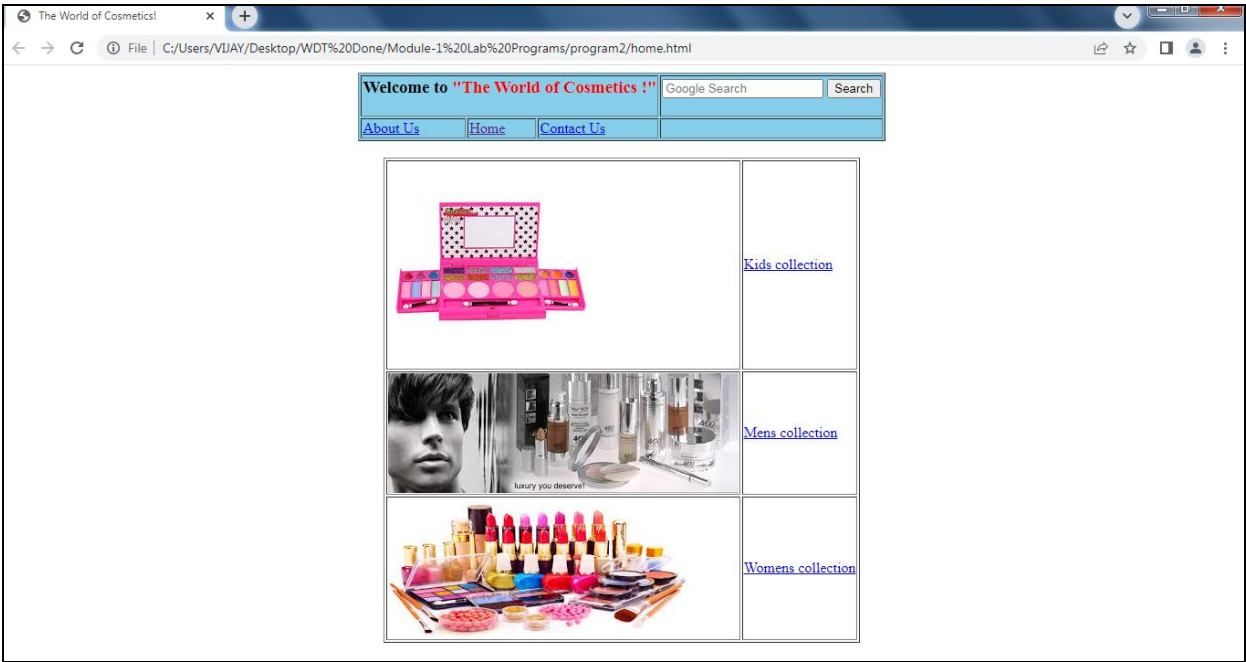 The World of Cosmetics!
File | C:/Users/VIJAY/Desktop/WDT%20Done/Module-1%20Lab%20Programs/program2/home.html
Welcome to "The World of Cosmetics !" Google Search Search
About Us Home Contact Us
Kids collection
Mens collection
luxury you deserve!
Womens collection